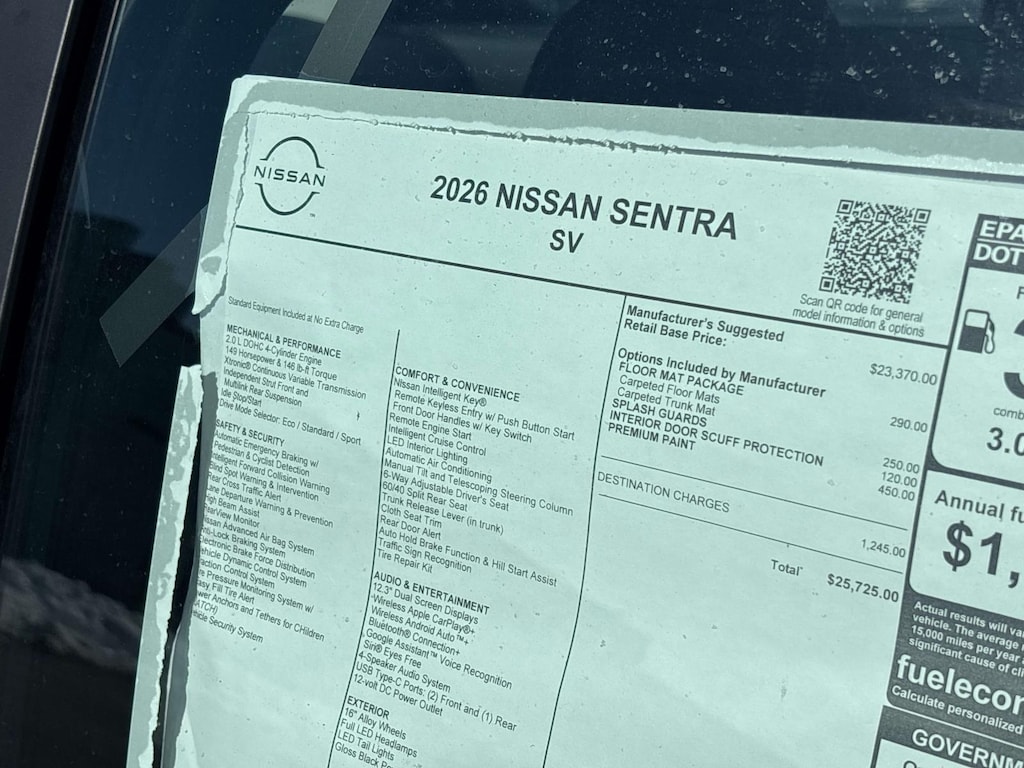 NISSAN
2026 NISSAN SENTRA
SV
Scan QR code for general
model information & options
Standard Equipment Included at No Extra Charge
MECHANICAL & PERFORMANCE
2.0 L DOHC 4-Cylinder Engine
149 Horsepower & 146 lb-ft Torque
Xtronic® Continuous Variable Transmission
Independent Strut Front and
Multilink Rear Suspension
Idle Stop/Start
Drive Mode Selector: Eco / Standard / Sport
SAFETY & SECURITY
Automatic Emergency Braking w/
Pedestrian & Cyclist Detection
Intelligent Forward Collision Warning
Blind Spot Warning & Intervention
Rear Cross Traffic Alert
Lane Departure Warning & Prevention
High Beam Assist
RearView Monitor
Nissan Advanced Air Bag System
Anti-Lock Braking System
Electronic Brake Force Distribution
Vehicle Dynamic Control System
Traction Control System
Tire Pressure Monitoring System w/
Easy Fill Tire Alert
wer Anchors and Tethers for CHildren
ATCH)
ehicle Security System
COMFORT & CONVENIENCE
Nissan Intelligent Key®
Remote Keyless Entry w/ Push Button Start
Front Door Handles w/ Key Switch
Remote Engine Start
Intelligent Cruise Control
LED Interior Lighting
Automatic Air Conditioning
Manual Tilt and Telescoping Steering Column
6-Way Adjustable Driver's Seat
60/40 Split Rear Seat
Trunk Release Lever (in trunk)
Cloth Seat Trim
Rear Door Alert
Auto Hold Brake Function & Hill Start Assist
Traffic Sign Recognition
Tire Repair Kit
AUDIO & ENTERTAINMENT
12.3" Dual Screen Displays
Wireless Apple CarPlay®+
Wireless Android Auto™+
Bluetooth® Connection+
Google Assistant™ Voice Recognition
Siri® Eyes Free
4-Speaker Audio System
USB Type-C Ports: (2) Front and (1) Rear
12-volt DC Power Outlet
EXTERIOR
16" Alloy Wheels
Full LED Headlamps
LED Tail Lights
Gloss Black
Manufacturer's Suggested
Retail Base Price: $23,370.00
Options Included by Manufacturer
FLOOR MAT PACKAGE 290.00
Carpeted Floor Mats
Carpeted Trunk Mat
SPLASH GUARDS 250.00
INTERIOR DOOR SCUFF PROTECTION 120.00
PREMIUM PAINT 450.00
DESTINATION CHARGES 1,245.00
Total* $25,725.00
EPA
DOT
comb
3.0
Annual fu
$1,
Actual results will va
vehicle. The average
15,000 miles per year
significant cause of cli
fuelecon
Calculate personalized
GOVERNM